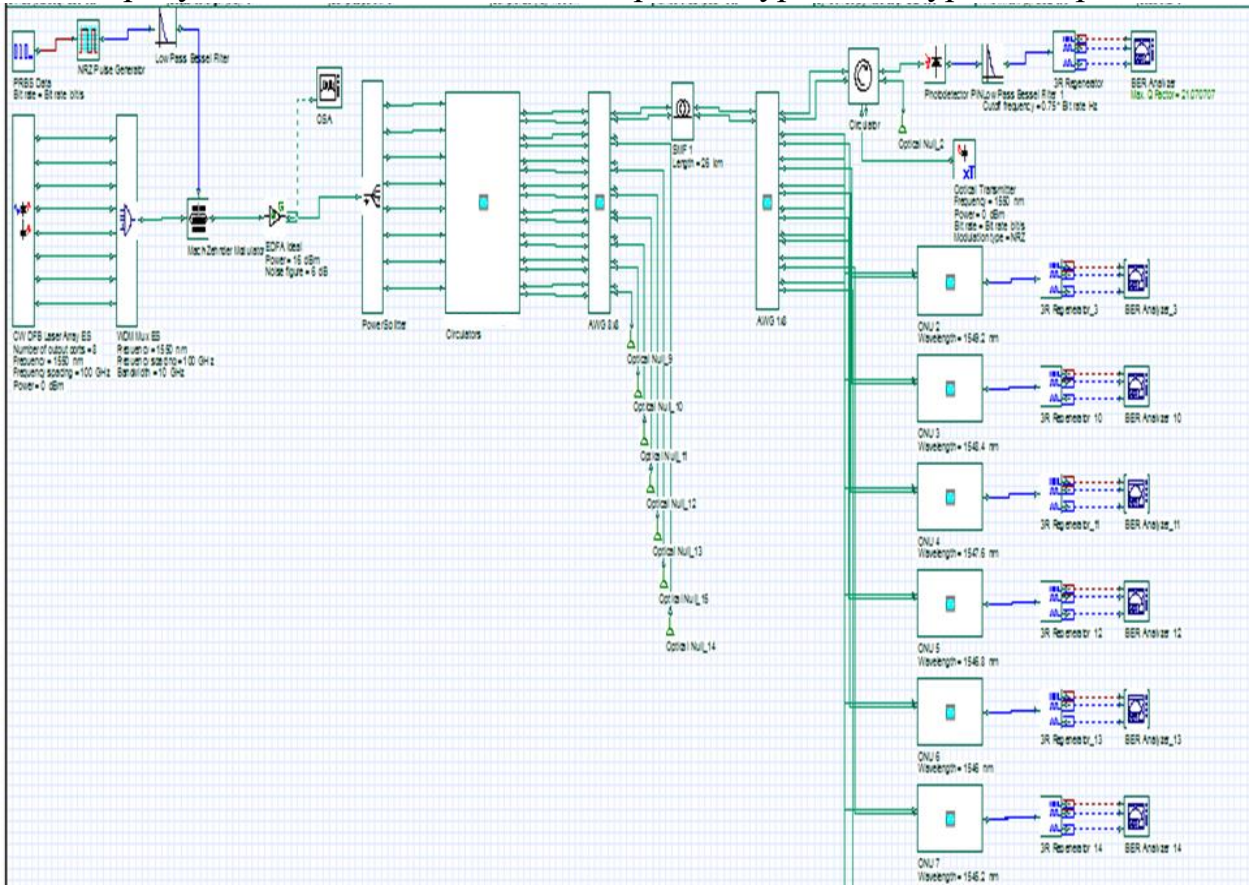 PRBS Data
Bit rate = Bit rate bit/s
NRZ Pulse Generator
Low Pass Bessel Filter
OSA
CW DFB Laser Array ES
Number of output ports = 8
Frequency = 1550 nm
Frequency spacing = 100 GHz
Power = 0 dBm
WDM Mux ES
Frequency = 1550 nm
Frequency spacing = 100 GHz
Bandwidth = 10 GHz
Mach-Zehnder Modulator
EDFA Ideal
Power = 16 dBm
Noise figure = 6 dB
Power Splitter
Circulators
AWG 8x8
SMF 1
Length = 26 km
AWG 1x8
Circulator
Photodetector PIN
Low Pass Bessel Filter 1
Cutoff frequency = 0.75 * Bit rate Hz
3R Regenerator
BER Analyzer
Max. Q Factor = 21.070707
Optical Null_2
Optical Transmitter
Frequency = 1550 nm
Power = 0 dBm
Bit rate = Bit rate bit/s
Modulation type = NRZ
Optical Null_9
Optical Null_10
Optical Null_11
Optical Null_12
Optical Null_13
Optical Null_15
Optical Null_14
ONU 2
Wavelength = 1549.2 nm
3R Regenerator_3
BER Analyzer_3
ONU 3
Wavelength = 1548.4 nm
3R Regenerator 10
BER Analyzer 10
ONU 4
Wavelength = 1547.6 nm
3R Regenerator_11
BER Analyzer_11
ONU 5
Wavelength = 1546.8 nm
3R Regenerator 12
BER Analyzer 12
ONU 6
Wavelength = 1546 nm
3R Regenerator_13
BER Analyzer_13
ONU 7
Wavelength = 1545.2 nm
3R Regenerator 14
BER Analyzer 14